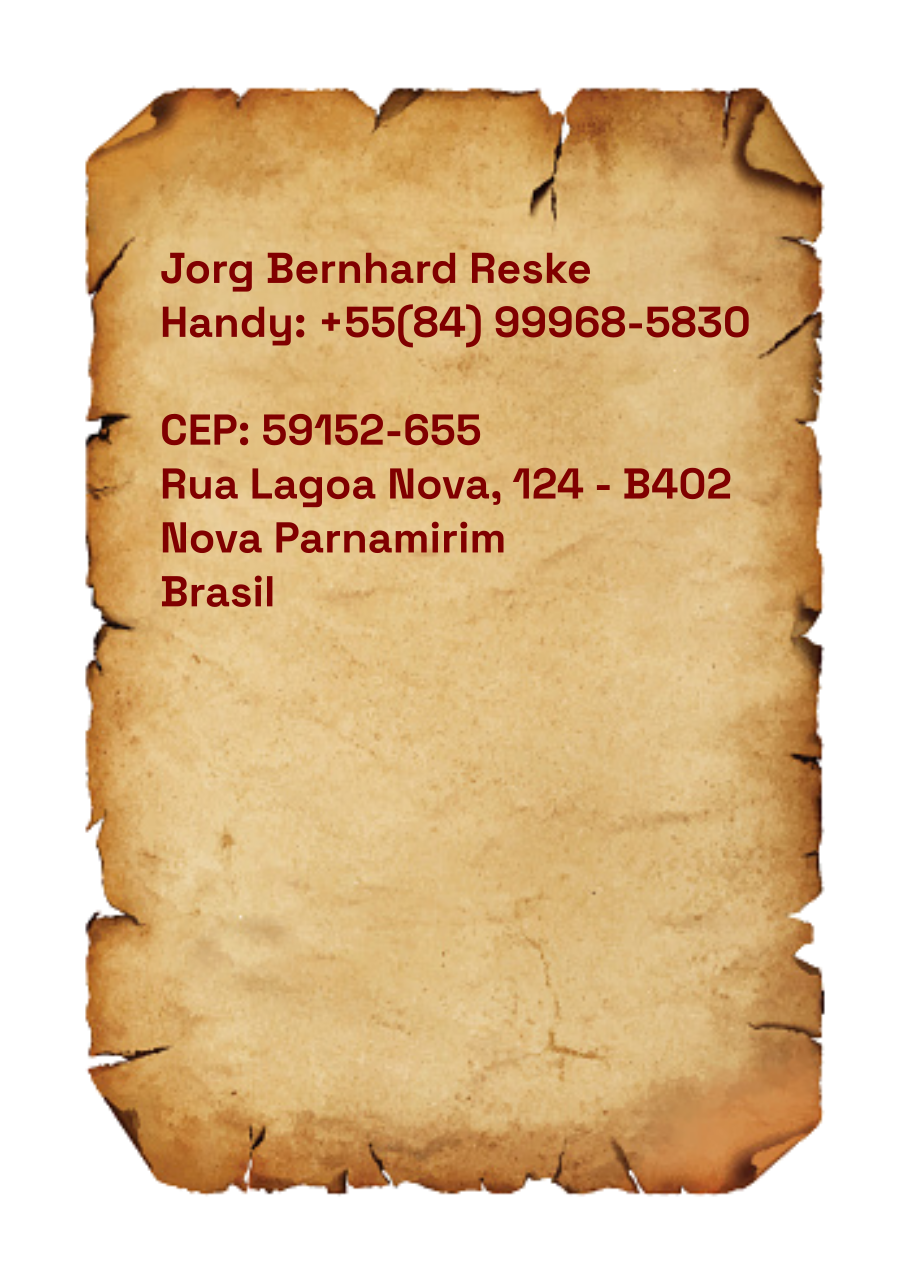 Jorg Bernhard Reske
Handy: +55(84) 99968-5830
CEP: 59152-655
Rua Lagoa Nova, 124 - B402
Nova Parnamirim
Brasil